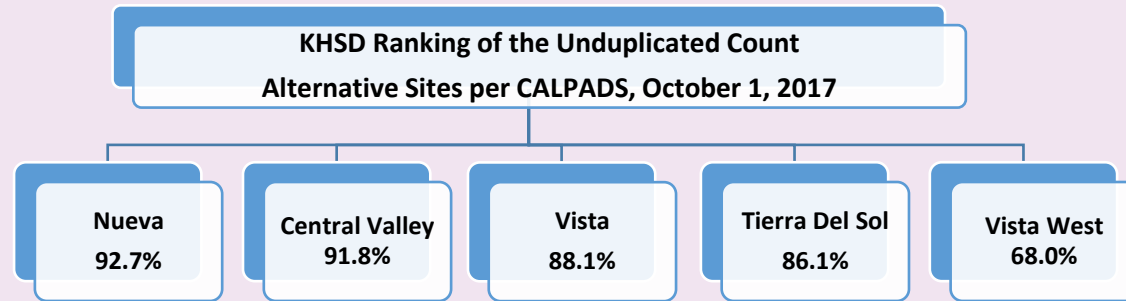 KHSD Ranking of the Unduplicated Count
Alternative Sites per CALPADS, October 1, 2017
Nueva
92.7%
Central Valley
91.8%
Vista
88.1%
Tierra Del Sol
86.1%
Vista West
68.0%